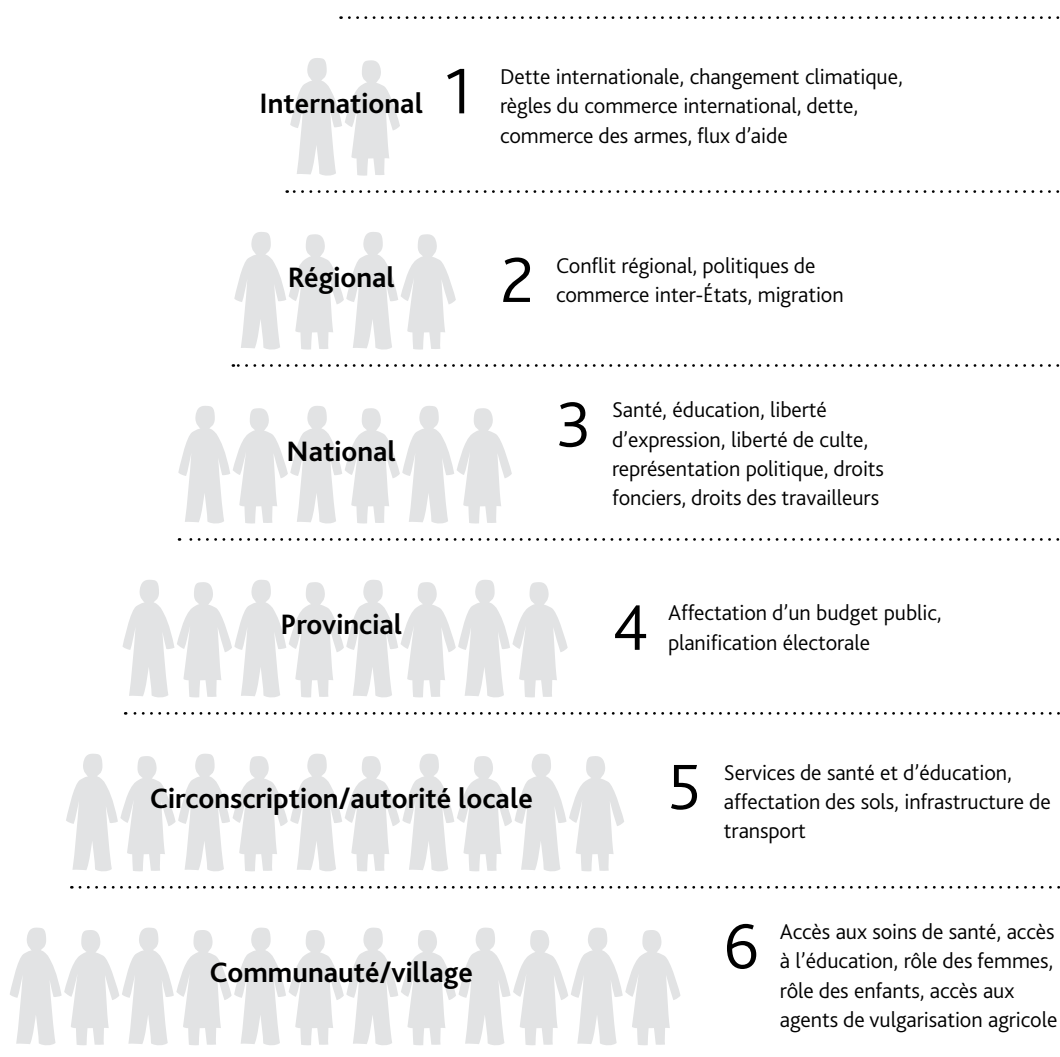 International
1
Dette internationale, changement climatique,
règles du commerce international, dette,
commerce des armes, flux d’aide
Régional
2
Conflit régional, politiques de
commerce inter-États, migration
National
3
Santé, éducation, liberté
d’expression, liberté de culte,
représentation politique, droits
fonciers, droits des travailleurs
Provincial
4
Affectation d’un budget public,
planification électorale
Circonscription/autorité locale
5
Services de santé et d’éducation,
affectation des sols, infrastructure de
transport
Communauté/village
6
Accès aux soins de santé, accès
à l’éducation, rôle des femmes,
rôle des enfants, accès aux
agents de vulgarisation agricole